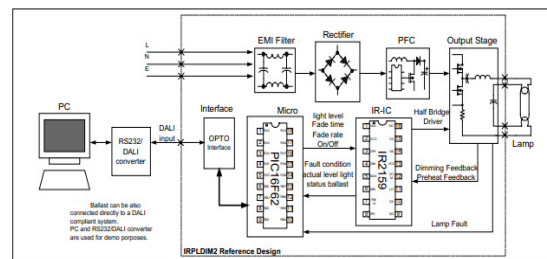 EMI Filter
Rectifier
PFC
Output Stage
L
N
E
PC
RS232/
DALI
converter
DALI
input
Interface
OPTO
Interface
Micro
PIC16F62
light level
Fade time
Fade rate
On/Off
Fault condition
actual level light
status ballast
IR-IC
IR2159
Half Bridge
Driver
Lamp
Dimming Feedback
Preheat Feedback
Lamp Fault
Ballast can be also
connected directly to a DALI
compliant system.
PC and RS232/DALI converter
are used for demo purposes.
IRPLDIM2 Reference Design